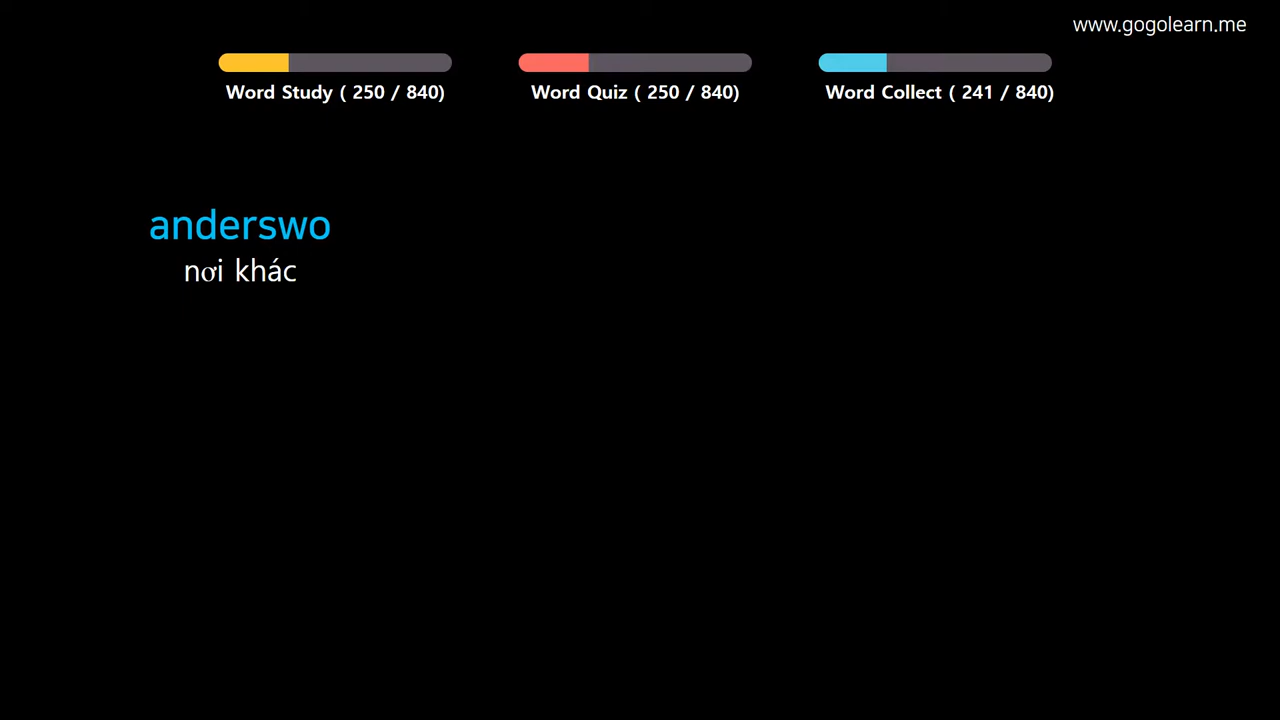 www.gogolearn.me
Word Study ( 250 / 840)
Word Quiz ( 250 / 840)
Word Collect ( 241 / 840)
anderswo
nơi khác